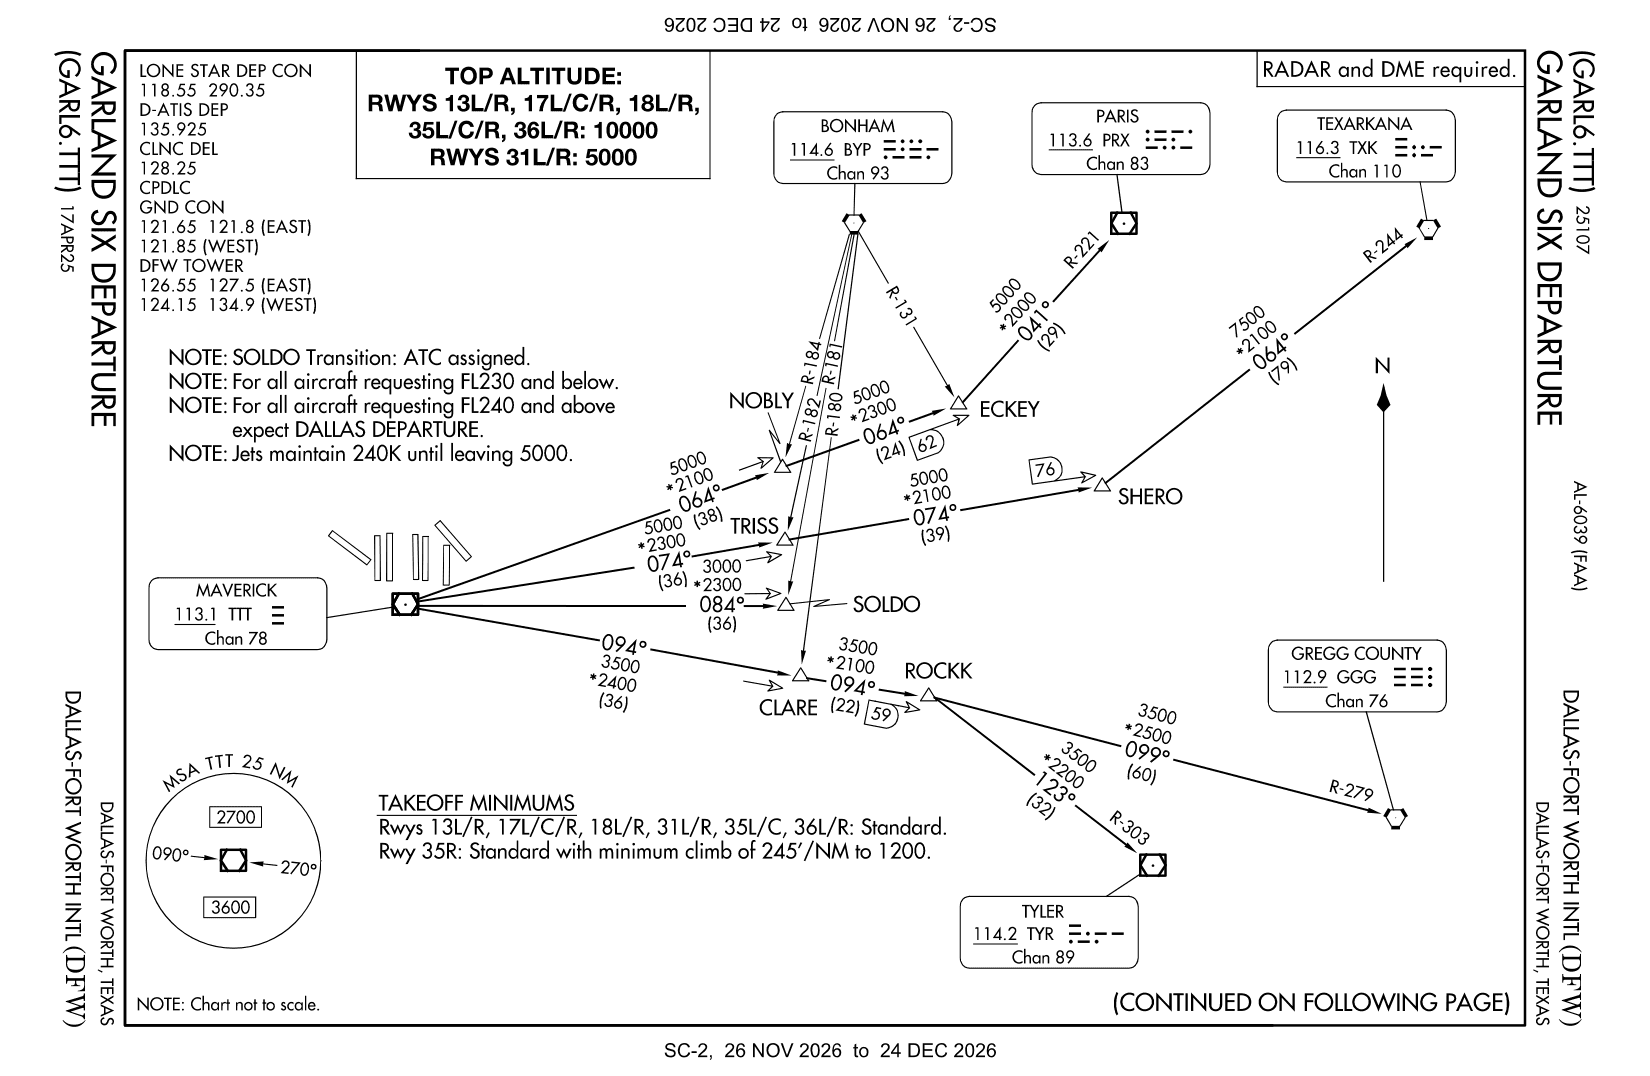 SC-2, 26 NOV 2026 to 24 DEC 2026
(GARL6.TTT) 17APR25
GARLAND SIX DEPARTURE
DALLAS-FORT WORTH INTL (DFW)
DALLAS-FORT WORTH, TEXAS
LONE STAR DEP CON
118.55 290.35
D-ATIS DEP
135.925
CLNC DEL
128.25
CPDLC
GND CON
121.65 121.8 (EAST)
121.85 (WEST)
DFW TOWER
126.55 127.5 (EAST)
124.15 134.9 (WEST)
TOP ALTITUDE:
RWYS 13L/R, 17L/C/R, 18L/R,
35L/C/R, 36L/R: 10000
RWYS 31L/R: 5000
RADAR and DME required.
BONHAM
114.6 BYP
Chan 93
PARIS
113.6 PRX
Chan 83
TEXARKANA
116.3 TXK
Chan 110
NOTE: SOLDO Transition: ATC assigned.
NOTE: For all aircraft requesting FL230 and below.
NOTE: For all aircraft requesting FL240 and above
expect DALLAS DEPARTURE.
NOTE: Jets maintain 240K until leaving 5000.
R-131
R-184
R-181
R-182
R-180
R-221
5000
*2000
041°
(29)
R-244
7500
*2100
064°
(79)
N
NOBLY
5000
*2300
064°
(24)
62
ECKEY
5000
*2100
064°
(38)
TRISS
5000
*2300
074°
(36)
5000
*2100
074°
(39)
76
SHERO
3000
*2300
084°
(36)
SOLDO
MAVERICK
113.1 TTT
Chan 78
094°
3500
*2400
(36)
CLARE
3500
*2100
094°
(22)
59
ROCKK
3500
*2500
099°
(60)
R-279
GREGG COUNTY
112.9 GGG
Chan 76
3500
*2200
123°
(32)
R-303
TYLER
114.2 TYR
Chan 89
MSA TTT 25 NM
2700
090°
270°
3600
TAKEOFF MINIMUMS
Rwys 13L/R, 17L/C/R, 18L/R, 31L/R, 35L/C, 36L/R: Standard.
Rwy 35R: Standard with minimum climb of 245'/NM to 1200.
NOTE: Chart not to scale.
(CONTINUED ON FOLLOWING PAGE)
(GARL6.TTT) 25107
GARLAND SIX DEPARTURE
AL-6039 (FAA)
DALLAS-FORT WORTH INTL (DFW)
DALLAS-FORT WORTH, TEXAS
SC-2, 26 NOV 2026 to 24 DEC 2026